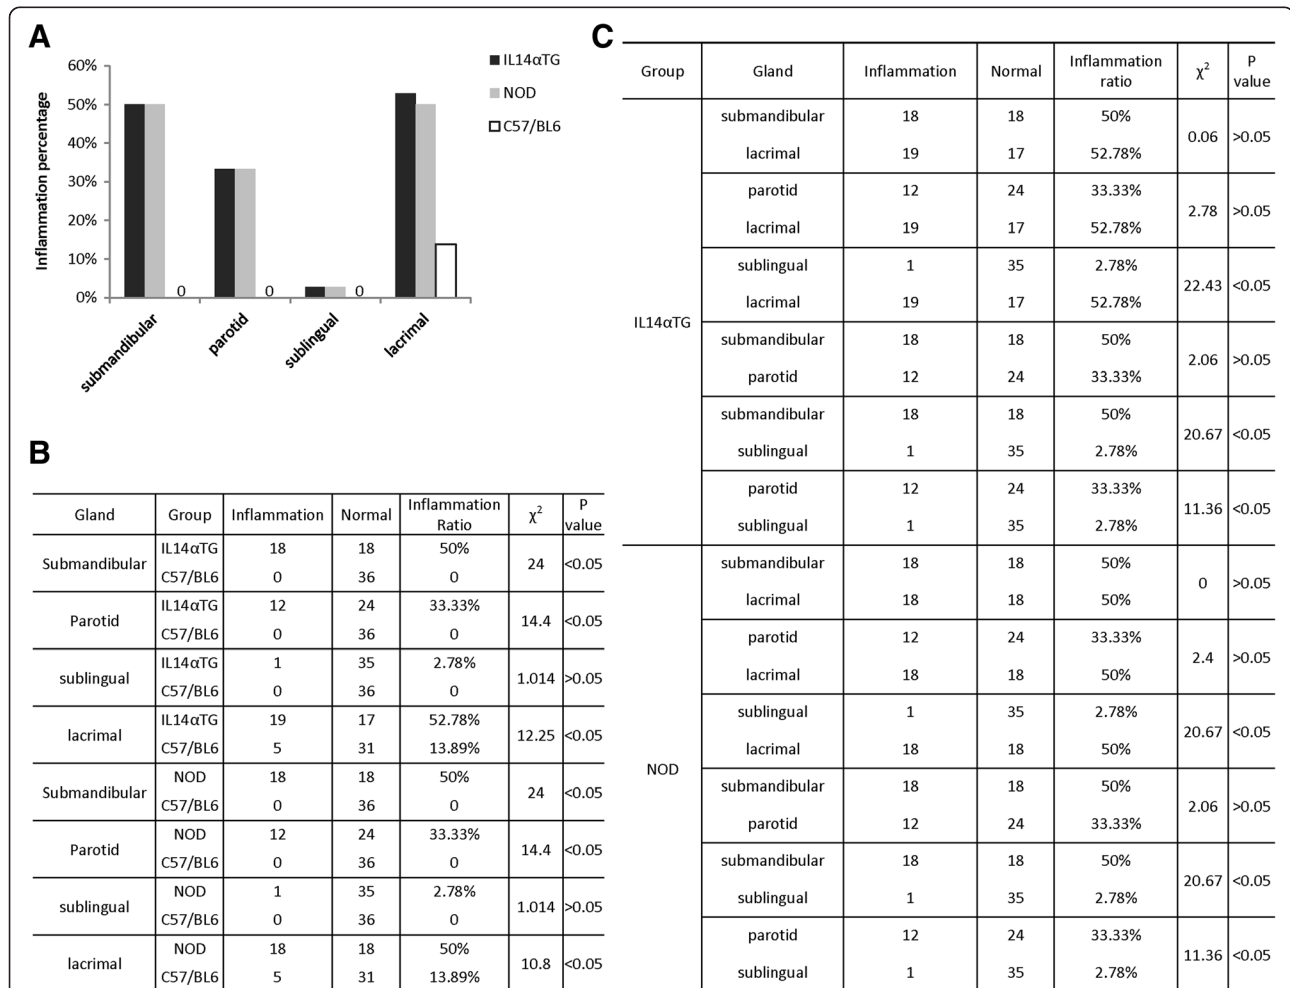 A
60%
50%
40%
30%
20%
10%
0%
Inflammation percentage
0
0
0
submandibular
parotid
sublingual
lacrimal
IL14αTG
NOD
C57/BL6
B
Gland Group Inflammation Normal Inflammation Ratio χ² P value
Submandibular IL14αTG 18 18 50% 24 <0.05
C57/BL6 0 36 0
Parotid IL14αTG 12 24 33.33% 14.4 <0.05
C57/BL6 0 36 0
sublingual IL14αTG 1 35 2.78% 1.014 >0.05
C57/BL6 0 36 0
lacrimal IL14αTG 19 17 52.78% 12.25 <0.05
C57/BL6 5 31 13.89%
Submandibular NOD 18 18 50% 24 <0.05
C57/BL6 0 36 0
Parotid NOD 12 24 33.33% 14.4 <0.05
C57/BL6 0 36 0
sublingual NOD 1 35 2.78% 1.014 >0.05
C57/BL6 0 36 0
lacrimal NOD 18 18 50% 10.8 <0.05
C57/BL6 5 31 13.89%
C
Group Gland Inflammation Normal Inflammation ratio χ² P value
IL14αTG
submandibular 18 18 50% 0.06 >0.05
lacrimal 19 17 52.78%
parotid 12 24 33.33% 2.78 >0.05
lacrimal 19 17 52.78%
sublingual 1 35 2.78% 22.43 <0.05
lacrimal 19 17 52.78%
submandibular 18 18 50% 2.06 >0.05
parotid 12 24 33.33%
submandibular 18 18 50% 20.67 <0.05
sublingual 1 35 2.78%
parotid 12 24 33.33% 11.36 <0.05
sublingual 1 35 2.78%
NOD
submandibular 18 18 50% 0 >0.05
lacrimal 18 18 50%
parotid 12 24 33.33% 2.4 >0.05
lacrimal 18 18 50%
sublingual 1 35 2.78% 20.67 <0.05
lacrimal 18 18 50%
submandibular 18 18 50% 2.06 >0.05
parotid 12 24 33.33%
submandibular 18 18 50% 20.67 <0.05
sublingual 1 35 2.78%
parotid 12 24 33.33% 11.36 <0.05
sublingual 1 35 2.78%